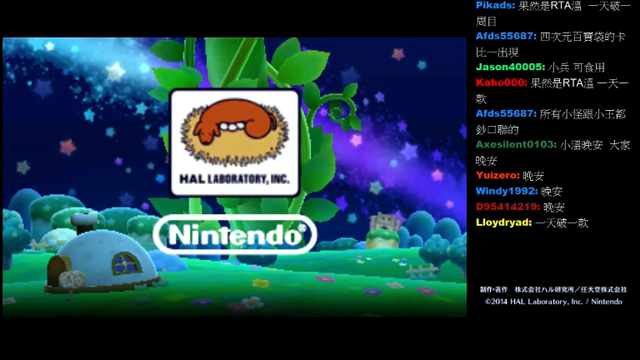 HAL LABORATORY, INC.
Nintendo®
Pikads: 果然是RTA溫 一天破一
周目
Afds55687: 四次元百寶袋的卡
比一出現
Jason40005: 小兵 可食用
Kaho000: 果然是RTA溫 一天一
款
Afds55687: 所有小怪跟小王都
鈔口聯的
Axesilent0103: 小溫晚安 大家
晚安
Yuizero: 晚安
Windy1992: 晚安
D95414219: 晚安
Lloydryad: 一天破一款
制作・著作 株式会社ハル研究所／任天堂株式会社
©2014 HAL Laboratory, Inc. / Nintendo